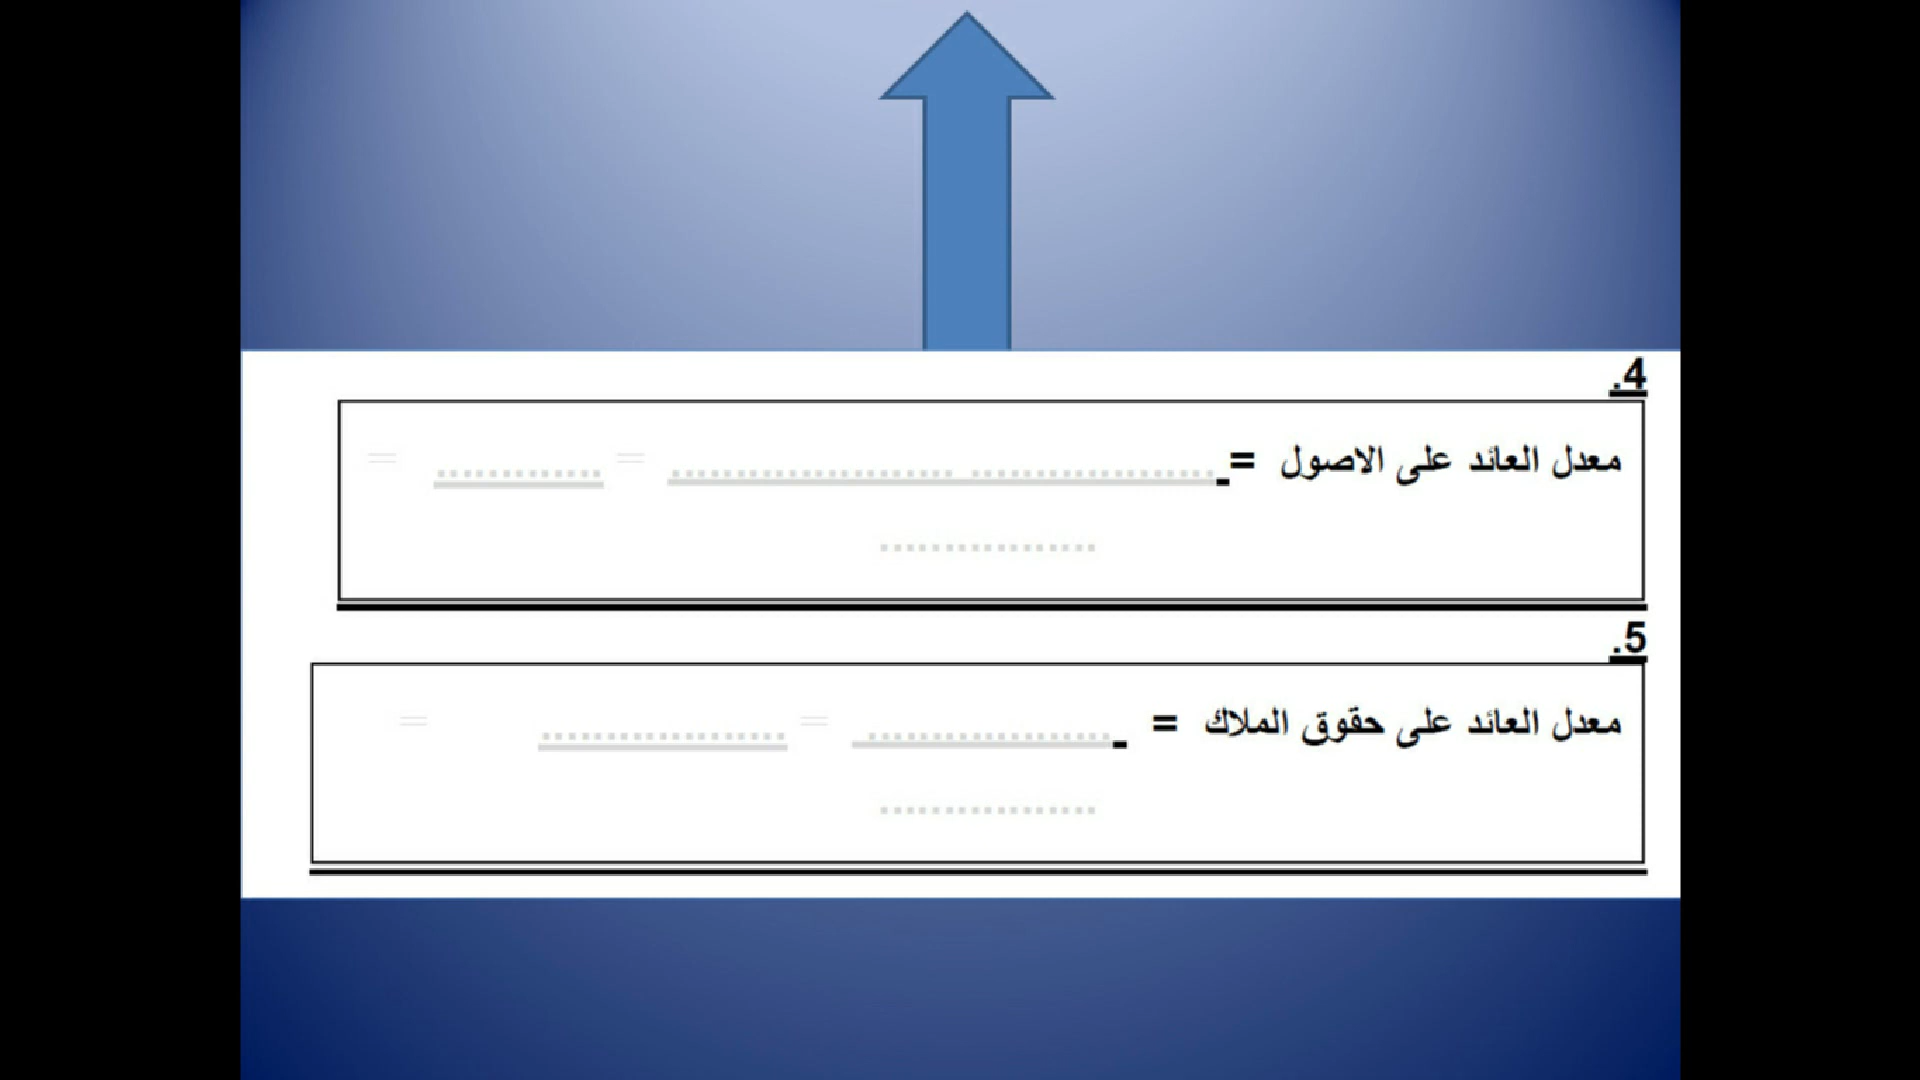 4.
معدل العائد على الاصول = ................. ...................... = ............. =
.................
5.
معدل العائد على حقوق الملاك = ................... = ................... =
.................